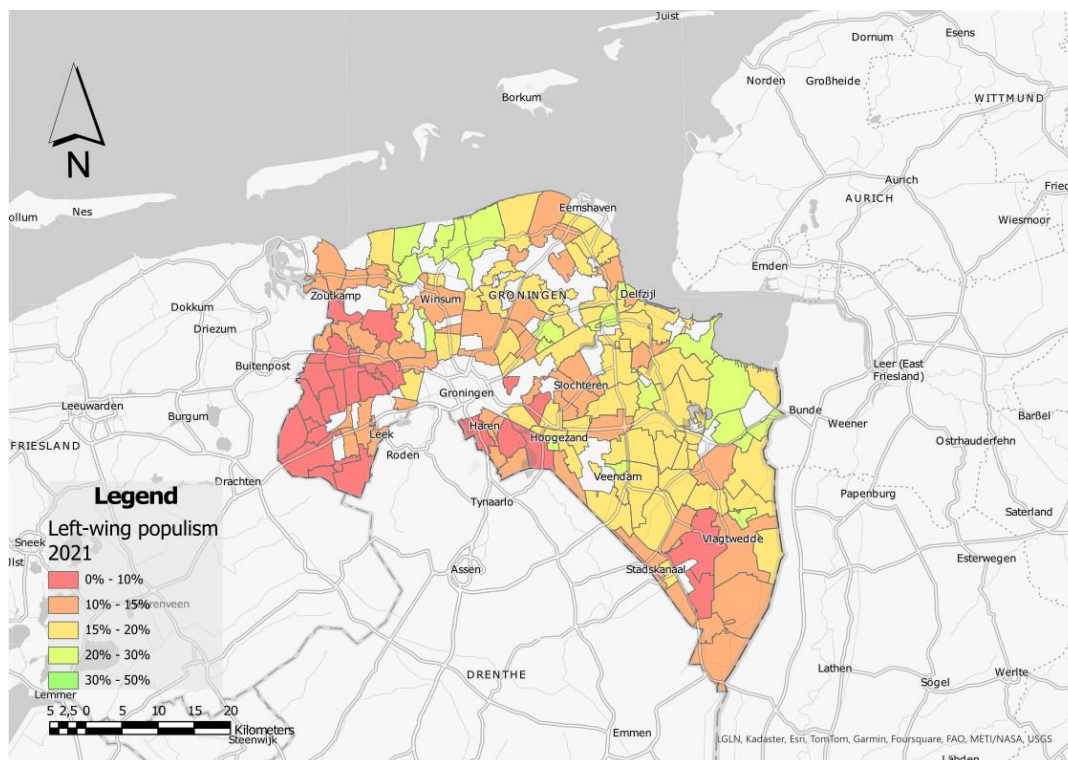 Juist
Dornum
Esens
Norden
Großheide
WITTMUND
Borkum
N
Aurich
AURICH
Fried
ollum
Nes
Wiesmoor
Eemshaven
Emden
Zoutkamp
Winsum
GRONINGEN
Delfzijl
Dokkum
Driezum
Buitenpost
Leer (East
Friesland)
Groningen
Slochteren
Leeuwarden
Burgum
Bunde
Barßel
Weener
FRIESLAND
Leek
Haren
Hoogezand
Ostrhauderfehn
Roden
Drachten
Veendam
Tynaarlo
Papenburg
Saterland
Legend
Left-wing populism
2021
0% - 10%
10% - 15%
15% - 20%
20% - 30%
30% - 50%
Sneek
IJlst
Vlagtwedde
Esterwegen
Stadskanaal
Assen
erenveen
DRENTHE
Lathen
Sögel
Werlte
Lemmer
5 2,5 0 5 10 15 20
Kilometers
Steenwijk
Emmen
LGLN, Kadaster, Esri, TomTom, Garmin, Foursquare, FAO, METI/NASA, USGS
Lähden